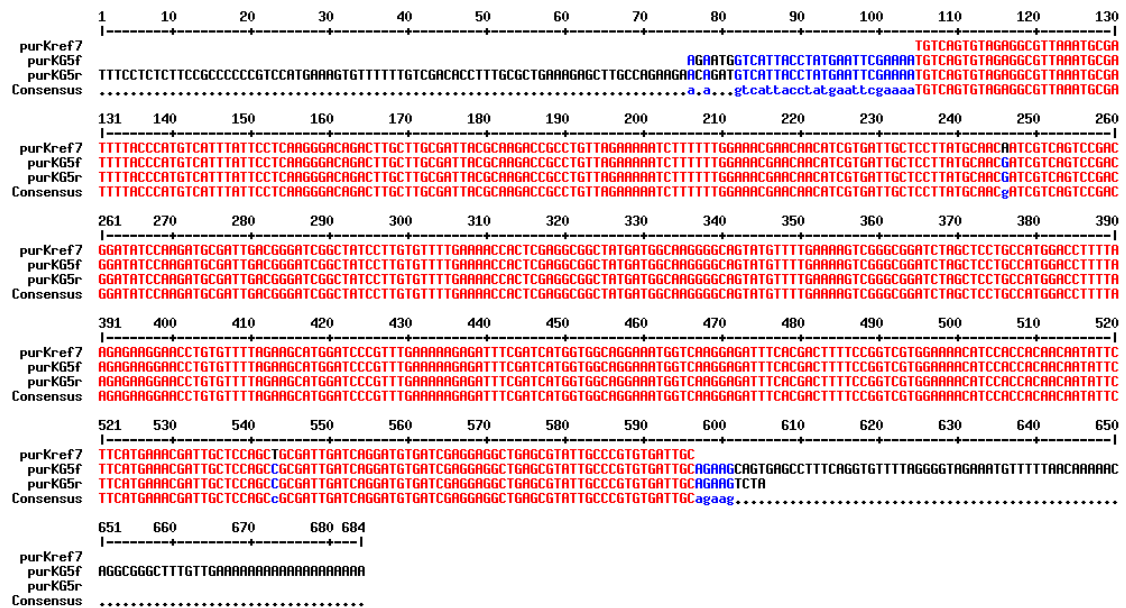 1 10 20 30 40 50 60 70 80 90 100 110 120 130
|--------+---------+---------+---------+---------+---------+---------+---------+---------+---------+---------+---------+---------|
purKref7 TGTCAGTGTAGAGGCGTTAAATGCGA
purKG5f AGAATGGTCATTACCTATGAATTCGAAAATGTCAGTGTAGAGGCGTTAAATGCGA
purKG5r TTTCCTCTCTTCCGCCCCCCGTCCATGAAAGTGTTTTTTGTCGACACCTTTGCGCTGAAAGAGCTTGCCAGAAGAACAGATGTCATTACCTATGAATTCGAAAATGTCAGTGTAGAGGCGTTAAATGCGA
Consensus ...........................................................................a.a...gtcattacctatgaattcgaaaaTGTCAGTGTAGAGGCGTTAAATGCGA
131 140 150 160 170 180 190 200 210 220 230 240 250 260
|--------+---------+---------+---------+---------+---------+---------+---------+---------+---------+---------+---------+---------|
purKref7 TTTTACCCATGTCATTTATTCCTCAAGGGACAGACTTGCTTGCGATTACGCAAGACCGCCTGTTAGAAAAATCTTTTTTGGAAACGAACAACATCGTGATTGCTCCTTATGCAACAATCGTCAGTCCGAC
purKG5f TTTTACCCATGTCATTTATTCCTCAAGGGACAGACTTGCTTGCGATTACGCAAGACCGCCTGTTAGAAAAATCTTTTTTGGAAACGAACAACATCGTGATTGCTCCTTATGCAACGATCGTCAGTCCGAC
purKG5r TTTTACCCATGTCATTTATTCCTCAAGGGACAGACTTGCTTGCGATTACGCAAGACCGCCTGTTAGAAAAATCTTTTTTGGAAACGAACAACATCGTGATTGCTCCTTATGCAACGATCGTCAGTCCGAC
Consensus TTTTACCCATGTCATTTATTCCTCAAGGGACAGACTTGCTTGCGATTACGCAAGACCGCCTGTTAGAAAAATCTTTTTTGGAAACGAACAACATCGTGATTGCTCCTTATGCAACgATCGTCAGTCCGAC
261 270 280 290 300 310 320 330 340 350 360 370 380 390
|--------+---------+---------+---------+---------+---------+---------+---------+---------+---------+---------+---------+---------|
purKref7 GGATATCCAAGATGCGATTGACGGGATCGGCTATCCTTGTGTTTTGAAAACCACTCGAGGCGGCTATGATGGCAAGGGGCAGTATGTTTTGAAAAGTCGGGCGGATCTAGCTCCTGCCATGGACCTTTTA
purKG5f GGATATCCAAGATGCGATTGACGGGATCGGCTATCCTTGTGTTTTGAAAACCACTCGAGGCGGCTATGATGGCAAGGGGCAGTATGTTTTGAAAAGTCGGGCGGATCTAGCTCCTGCCATGGACCTTTTA
purKG5r GGATATCCAAGATGCGATTGACGGGATCGGCTATCCTTGTGTTTTGAAAACCACTCGAGGCGGCTATGATGGCAAGGGGCAGTATGTTTTGAAAAGTCGGGCGGATCTAGCTCCTGCCATGGACCTTTTA
Consensus GGATATCCAAGATGCGATTGACGGGATCGGCTATCCTTGTGTTTTGAAAACCACTCGAGGCGGCTATGATGGCAAGGGGCAGTATGTTTTGAAAAGTCGGGCGGATCTAGCTCCTGCCATGGACCTTTTA
391 400 410 420 430 440 450 460 470 480 490 500 510 520
|--------+---------+---------+---------+---------+---------+---------+---------+---------+---------+---------+---------+---------|
purKref7 AGAGAAGGAACCTGTGTTTTAGAAGCATGGATCCCGTTTGAAAAAGAGATTTCGATCATGGTGGCAGGAAATGGTCAAGGAGATTTCACGACTTTTCCGGTCGTGGAAAACATCCACCACAACAATATTC
purKG5f AGAGAAGGAACCTGTGTTTTAGAAGCATGGATCCCGTTTGAAAAAGAGATTTCGATCATGGTGGCAGGAAATGGTCAAGGAGATTTCACGACTTTTCCGGTCGTGGAAAACATCCACCACAACAATATTC
purKG5r AGAGAAGGAACCTGTGTTTTAGAAGCATGGATCCCGTTTGAAAAAGAGATTTCGATCATGGTGGCAGGAAATGGTCAAGGAGATTTCACGACTTTTCCGGTCGTGGAAAACATCCACCACAACAATATTC
Consensus AGAGAAGGAACCTGTGTTTTAGAAGCATGGATCCCGTTTGAAAAAGAGATTTCGATCATGGTGGCAGGAAATGGTCAAGGAGATTTCACGACTTTTCCGGTCGTGGAAAACATCCACCACAACAATATTC
521 530 540 550 560 570 580 590 600 610 620 630 640 650
|--------+---------+---------+---------+---------+---------+---------+---------+---------+---------+---------+---------+---------|
purKref7 TTCATGAAACGATTGCTCCAGCTGCGATTGATCAGGATGTGATCGAGGAGGCTGAGCGTATTGCCCGTGTGATTGC
purKG5f TTCATGAAACGATTGCTCCAGCCGCGATTGATCAGGATGTGATCGAGGAGGCTGAGCGTATTGCCCGTGTGATTGCAGAAGCAGTGAGCCTTTCAGGTGTTTTAGGGGTAGAAATGTTTTTAACAAAAAC
purKG5r TTCATGAAACGATTGCTCCAGCCGCGATTGATCAGGATGTGATCGAGGAGGCTGAGCGTATTGCCCGTGTGATTGCAGAAGTCTA
Consensus TTCATGAAACGATTGCTCCAGCcGCGATTGATCAGGATGTGATCGAGGAGGCTGAGCGTATTGCCCGTGTGATTGCagaag.................................................
651 660 670 680 684
|--------+---------+---------+---|
purKref7
purKG5f AGGCGGGCTTTGTTGAAAAAAAAAAAAAAAAAAA
purKG5r
Consensus ..................................